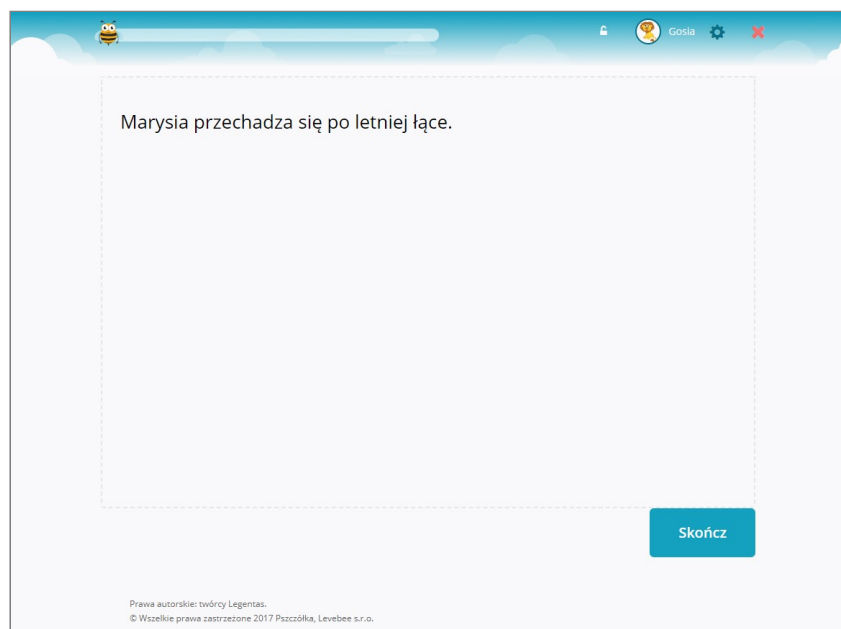 Gosia
Marysia przechadza się po letniej łące.
Skończ
Prawa autorskie: twórcy Legentas.
© Wszelkie prawa zastrzeżone 2017 Pszczółka, Levebee s.r.o.